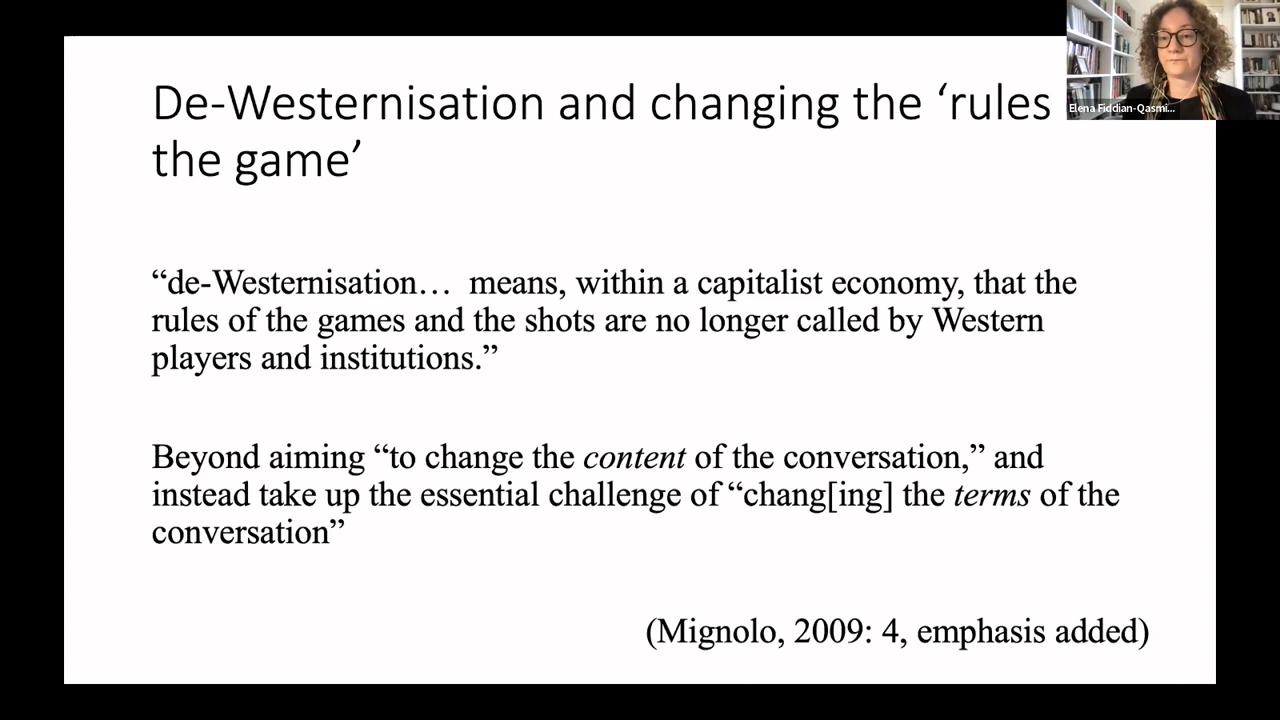 De-Westernisation and changing the ‘rules
the game’
Elena Fiddian-Qasmi...
“de-Westernisation… means, within a capitalist economy, that the
rules of the games and the shots are no longer called by Western
players and institutions.”
Beyond aiming “to change the content of the conversation,” and
instead take up the essential challenge of “chang[ing] the terms of the
conversation”
(Mignolo, 2009: 4, emphasis added)